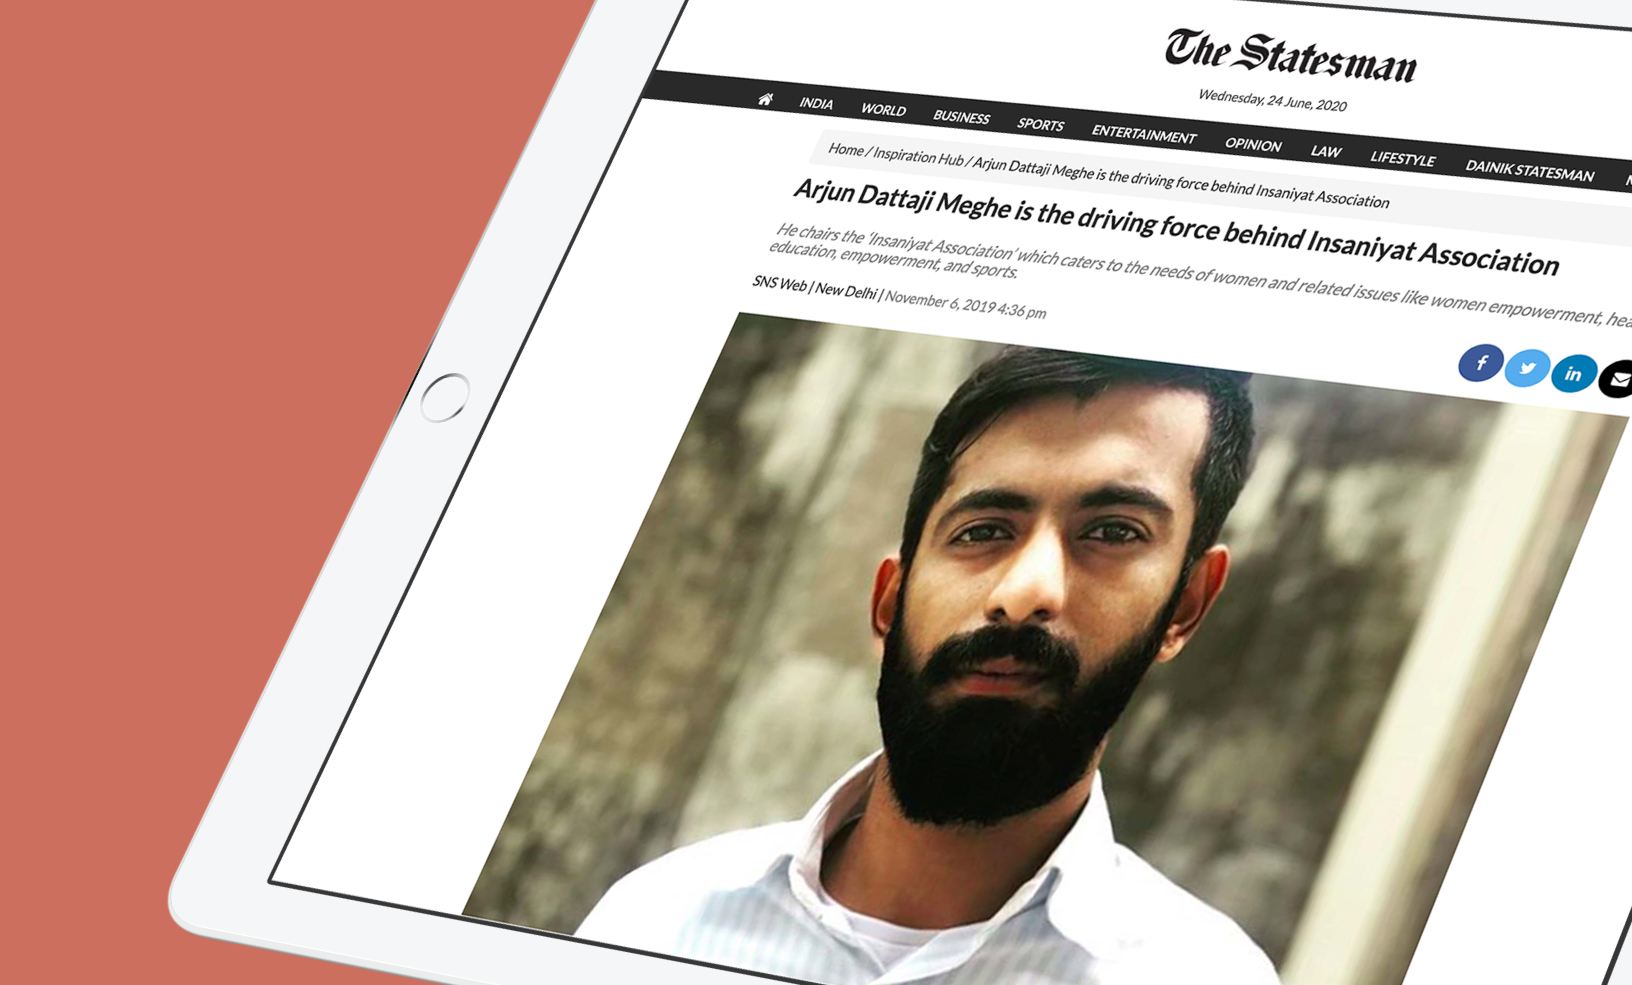 The Statesman
Wednesday, 24 June, 2020
INDIA WORLD BUSINESS SPORTS ENTERTAINMENT OPINION LAW LIFESTYLE DAINIK STATESMAN
Home / Inspiration Hub / Arjun Dattaji Meghe is the driving force behind Insaniyat Association
Arjun Dattaji Meghe is the driving force behind Insaniyat Association
He chairs the ‘Insaniyat Association’ which caters to the needs of women and related issues like women empowerment,
education, empowerment, and sports.
SNS Web | New Delhi | November 6, 2019 4:36 pm
f in